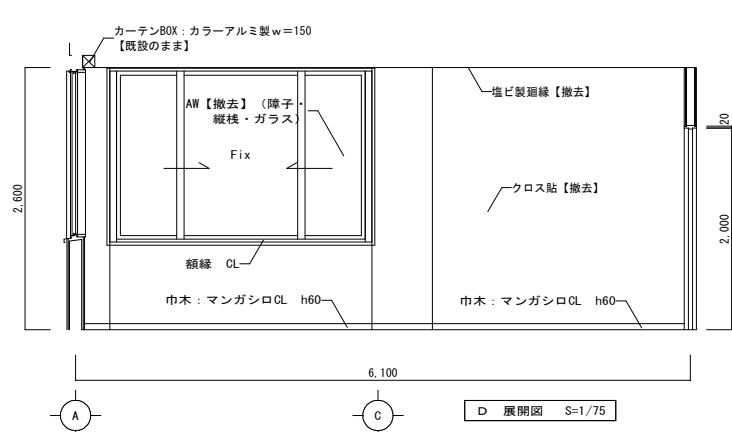 カーテンBOX：カラーアルミ製ｗ＝150
【既設のまま】
塩ビ製廻縁【撤去】
AW【撤去】（障子・
縦桟・ガラス）
20
Fix
クロス貼【撤去】
2,600
2,000
額縁　CL
巾木：マンガシロCL　h60
巾木：マンガシロCL　h60
6,100
A
C
D　展開図　S=1/75